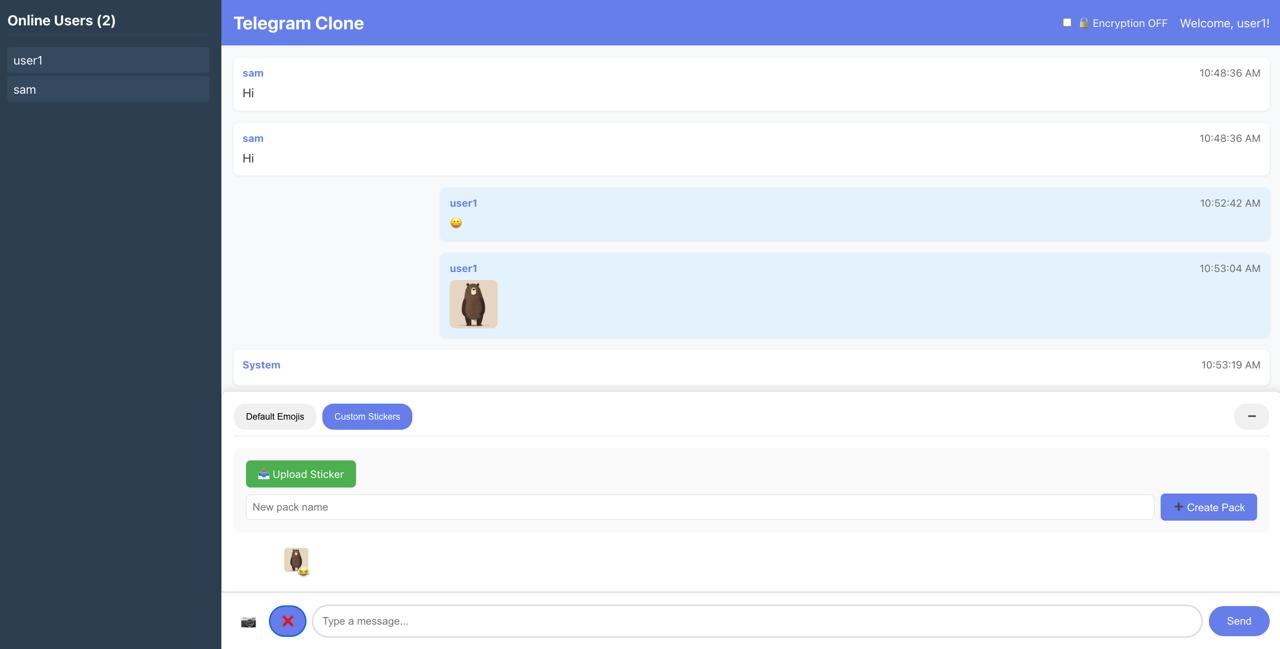 Online Users (2)
user1
sam
Telegram Clone
Encryption OFF
Welcome, user1!
sam
10:48:36 AM
Hi
sam
10:48:36 AM
Hi
user1
10:52:42 AM
user1
10:53:04 AM
System
10:53:19 AM
Default Emojis
Custom Stickers
Upload Sticker
New pack name
Create Pack
Type a message...
Send